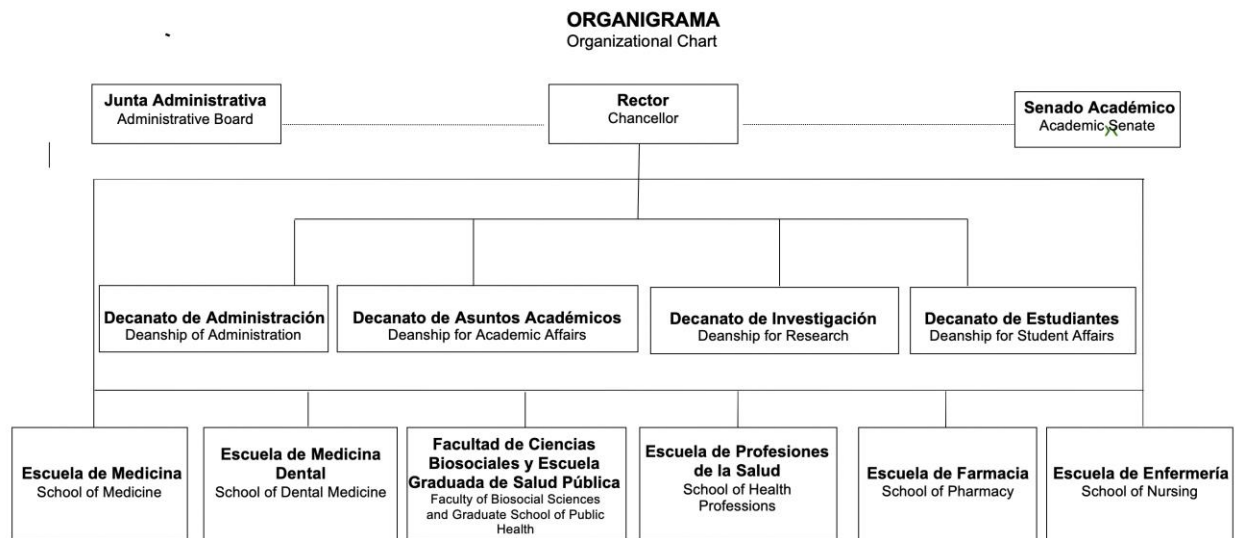 ORGANIGRAMA
Organizational Chart
Junta Administrativa
Administrative Board
Rector
Chancellor
Senado Académico
Academic Senate
Decanato de Administración
Deanship of Administration
Decanato de Asuntos Académicos
Deanship for Academic Affairs
Decanato de Investigación
Deanship for Research
Decanato de Estudiantes
Deanship for Student Affairs
Escuela de Medicina
School of Medicine
Escuela de Medicina
Dental
School of Dental Medicine
Facultad de Ciencias
Biosociales y Escuela
Graduada de Salud Pública
Faculty of Biosocial Sciences
and Graduate School of Public
Health
Escuela de Profesiones
de la Salud
School of Health
Professions
Escuela de Farmacia
School of Pharmacy
Escuela de Enfermería
School of Nursing